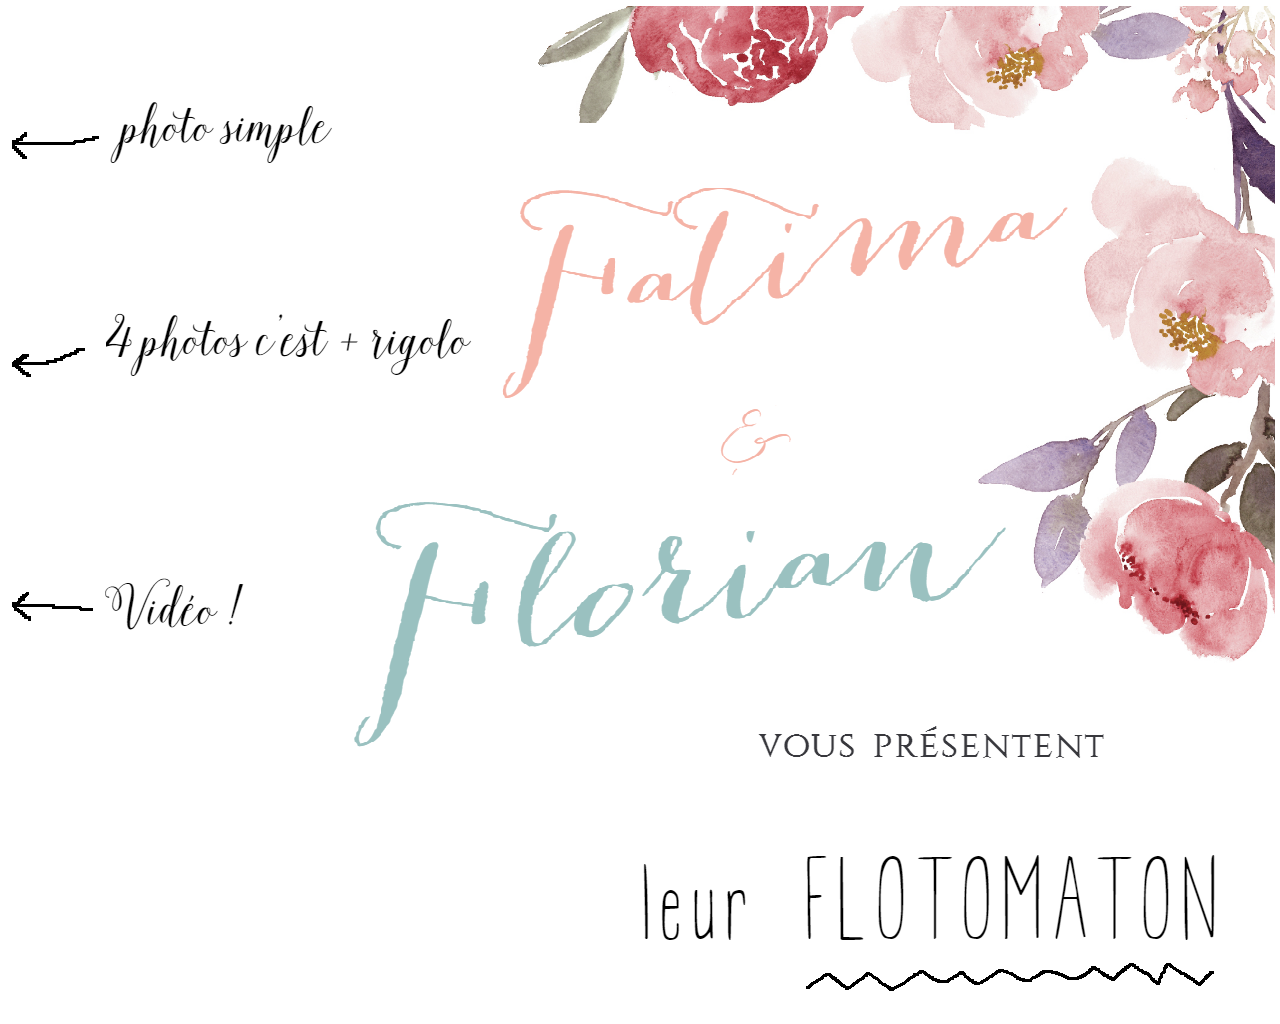 photo simple
4 photos c'est + rigolo
Vidéo !
Fatima
&
Florian
VOUS PRÉSENTENT
leur FLOTOMATON